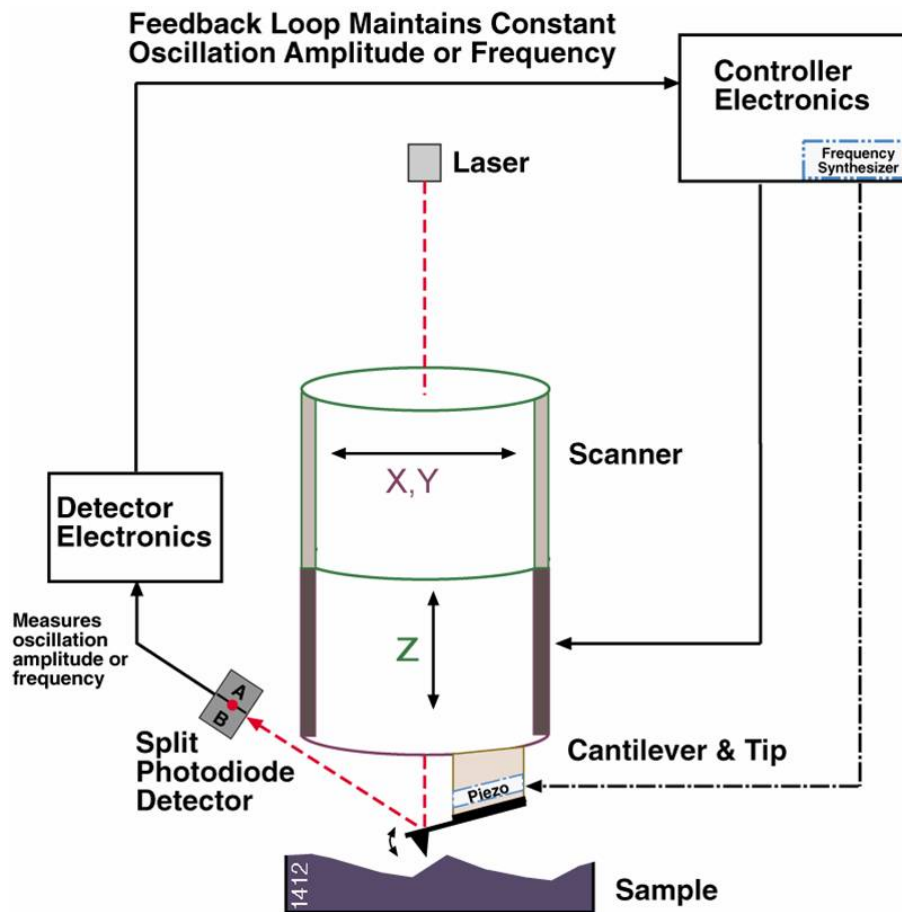 Feedback Loop Maintains Constant
Oscillation Amplitude or Frequency
Controller
Electronics
Frequency
Synthesizer
Laser
X,Y
Scanner
Detector
Electronics
Z
Measures
oscillation
amplitude or
frequency
A
B
Split
Photodiode
Detector
Cantilever & Tip
Piezo
1412
Sample